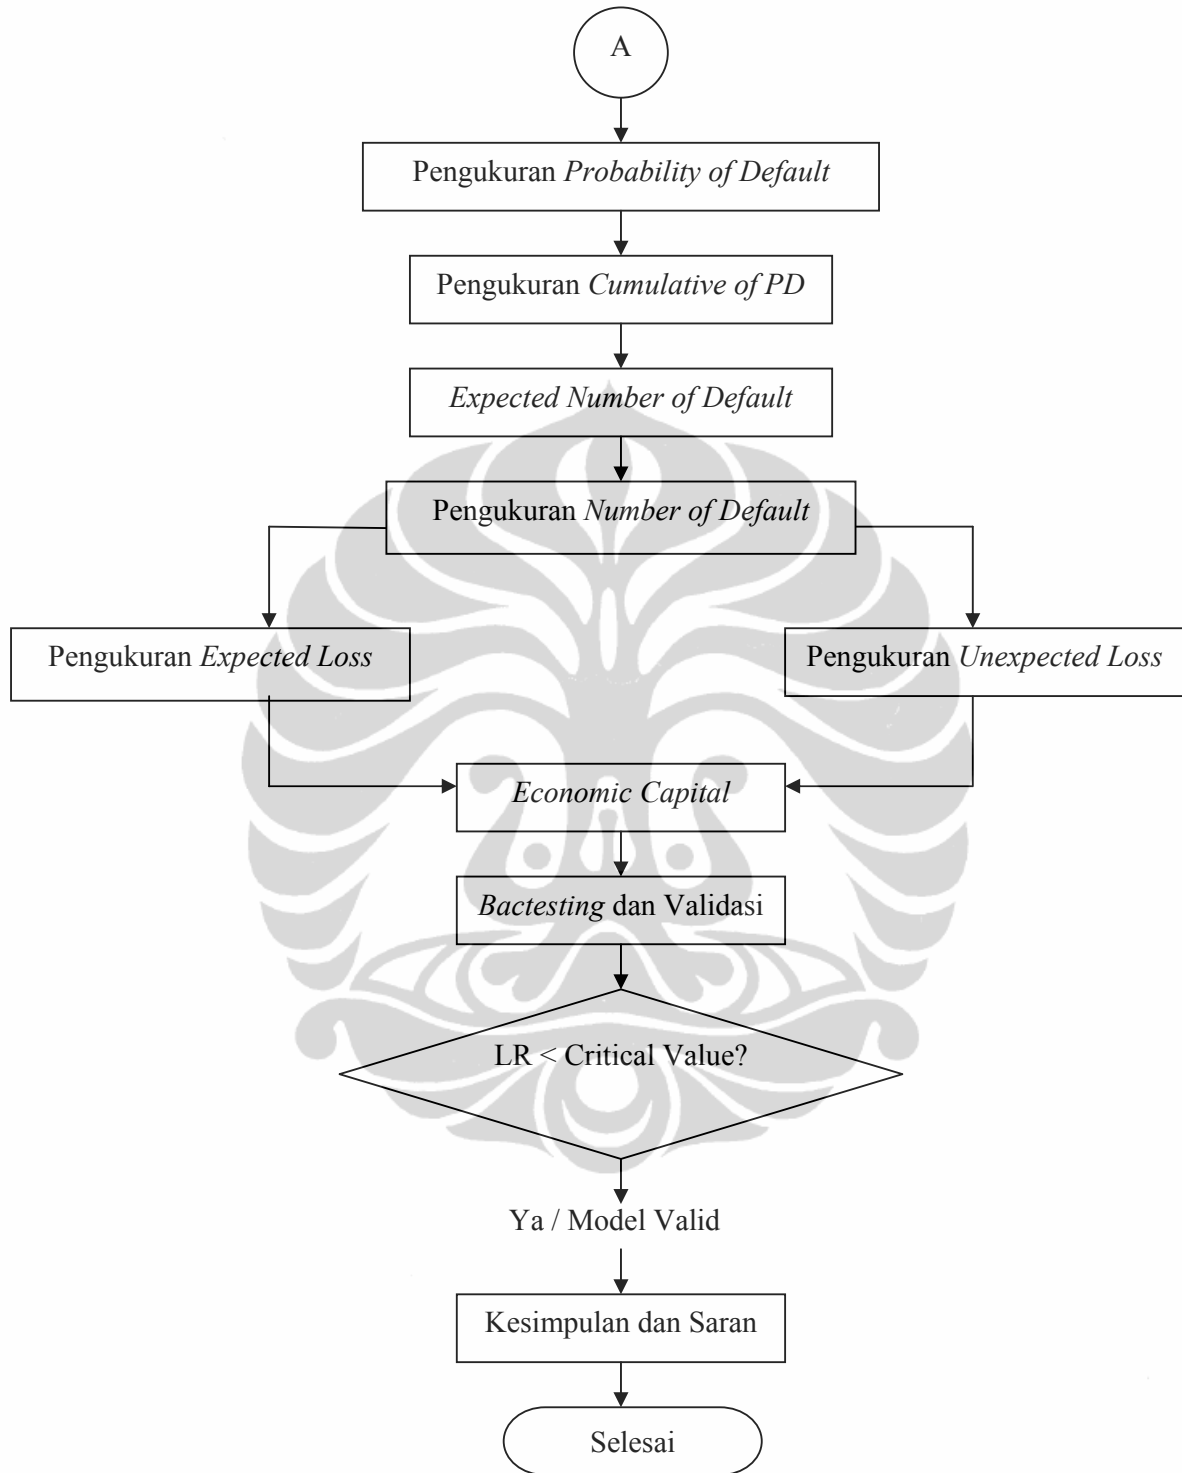 A
Pengukuran Probability of Default
Pengukuran Cumulative of PD
Expected Number of Default
Pengukuran Number of Default
Pengukuran Expected Loss
Pengukuran Unexpected Loss
Economic Capital
Bactesting dan Validasi
LR < Critical Value?
Ya / Model Valid
Kesimpulan dan Saran
Selesai